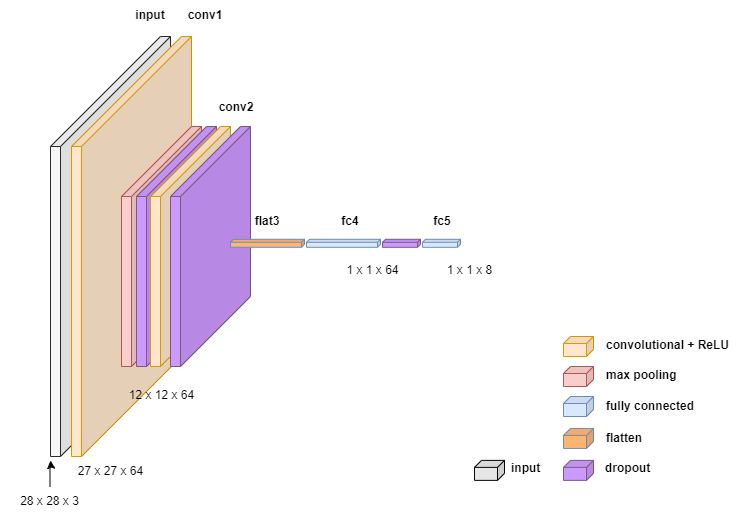 input
conv1
conv2
flat3
fc4
fc5
1 x 1 x 64
1 x 1 x 8
12 x 12 x 64
27 x 27 x 64
28 x 28 x 3
convolutional + ReLU
max pooling
fully connected
flatten
input
dropout